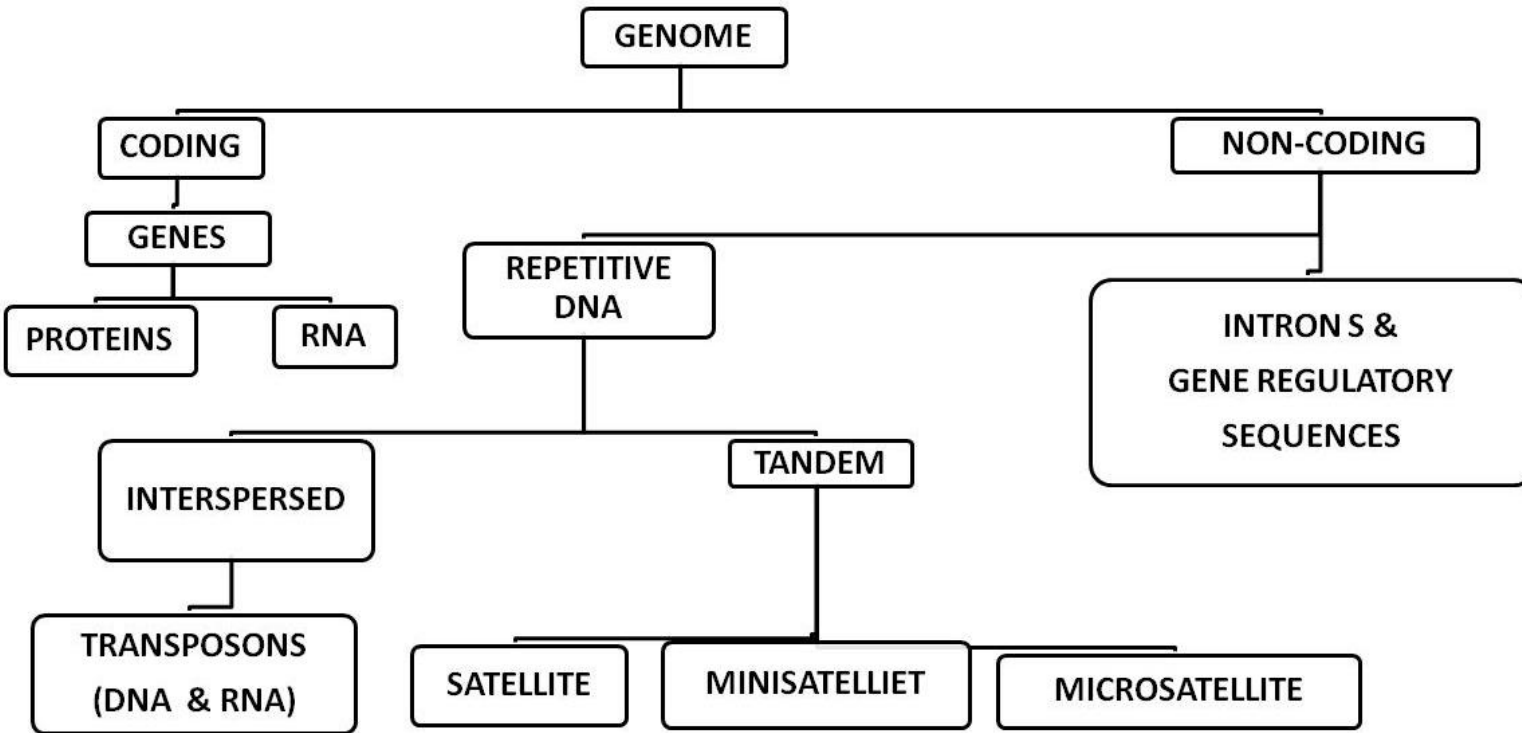 GENOME
CODING
NON-CODING
GENES
REPETITIVE
DNA
PROTEINS
RNA
INTRON S &
GENE REGULATORY
SEQUENCES
INTERSPERSED
TANDEM
TRANSPOSONS
(DNA & RNA)
SATELLITE
MINISATELLIET
MICROSATELLITE